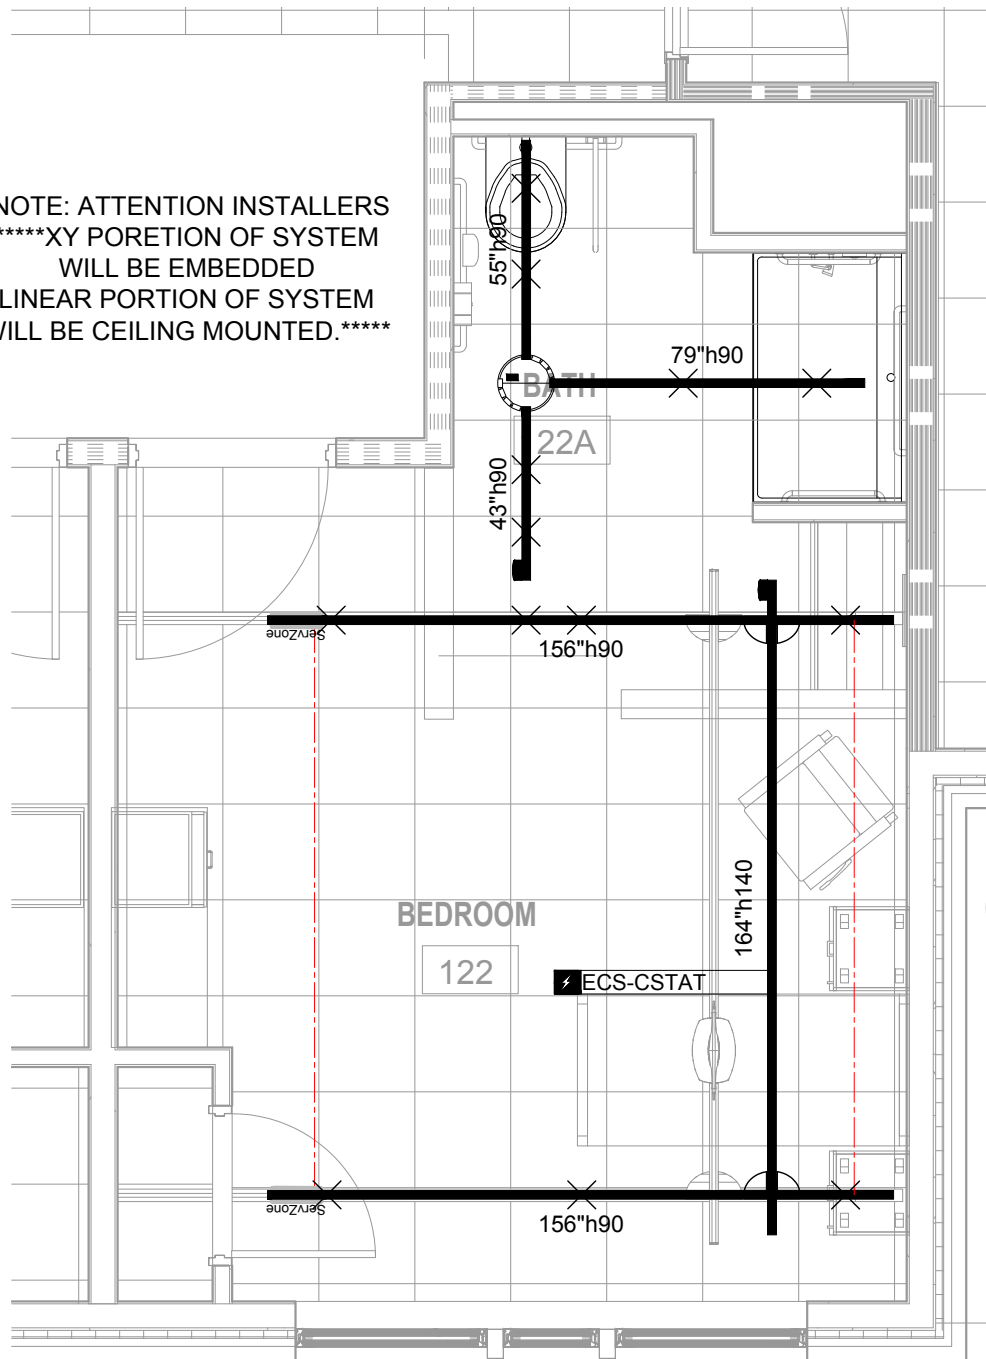 NOTE: ATTENTION INSTALLERS
*****XY PORETION OF SYSTEM
WILL BE EMBEDDED
LINEAR PORTION OF SYSTEM
WILL BE CEILING MOUNTED.*****
55"h90
79"h90
BATH
22A
43"h90
ServZone
156"h90
164"h140
BEDROOM
122
ECS-CSTAT
ServZone
156"h90